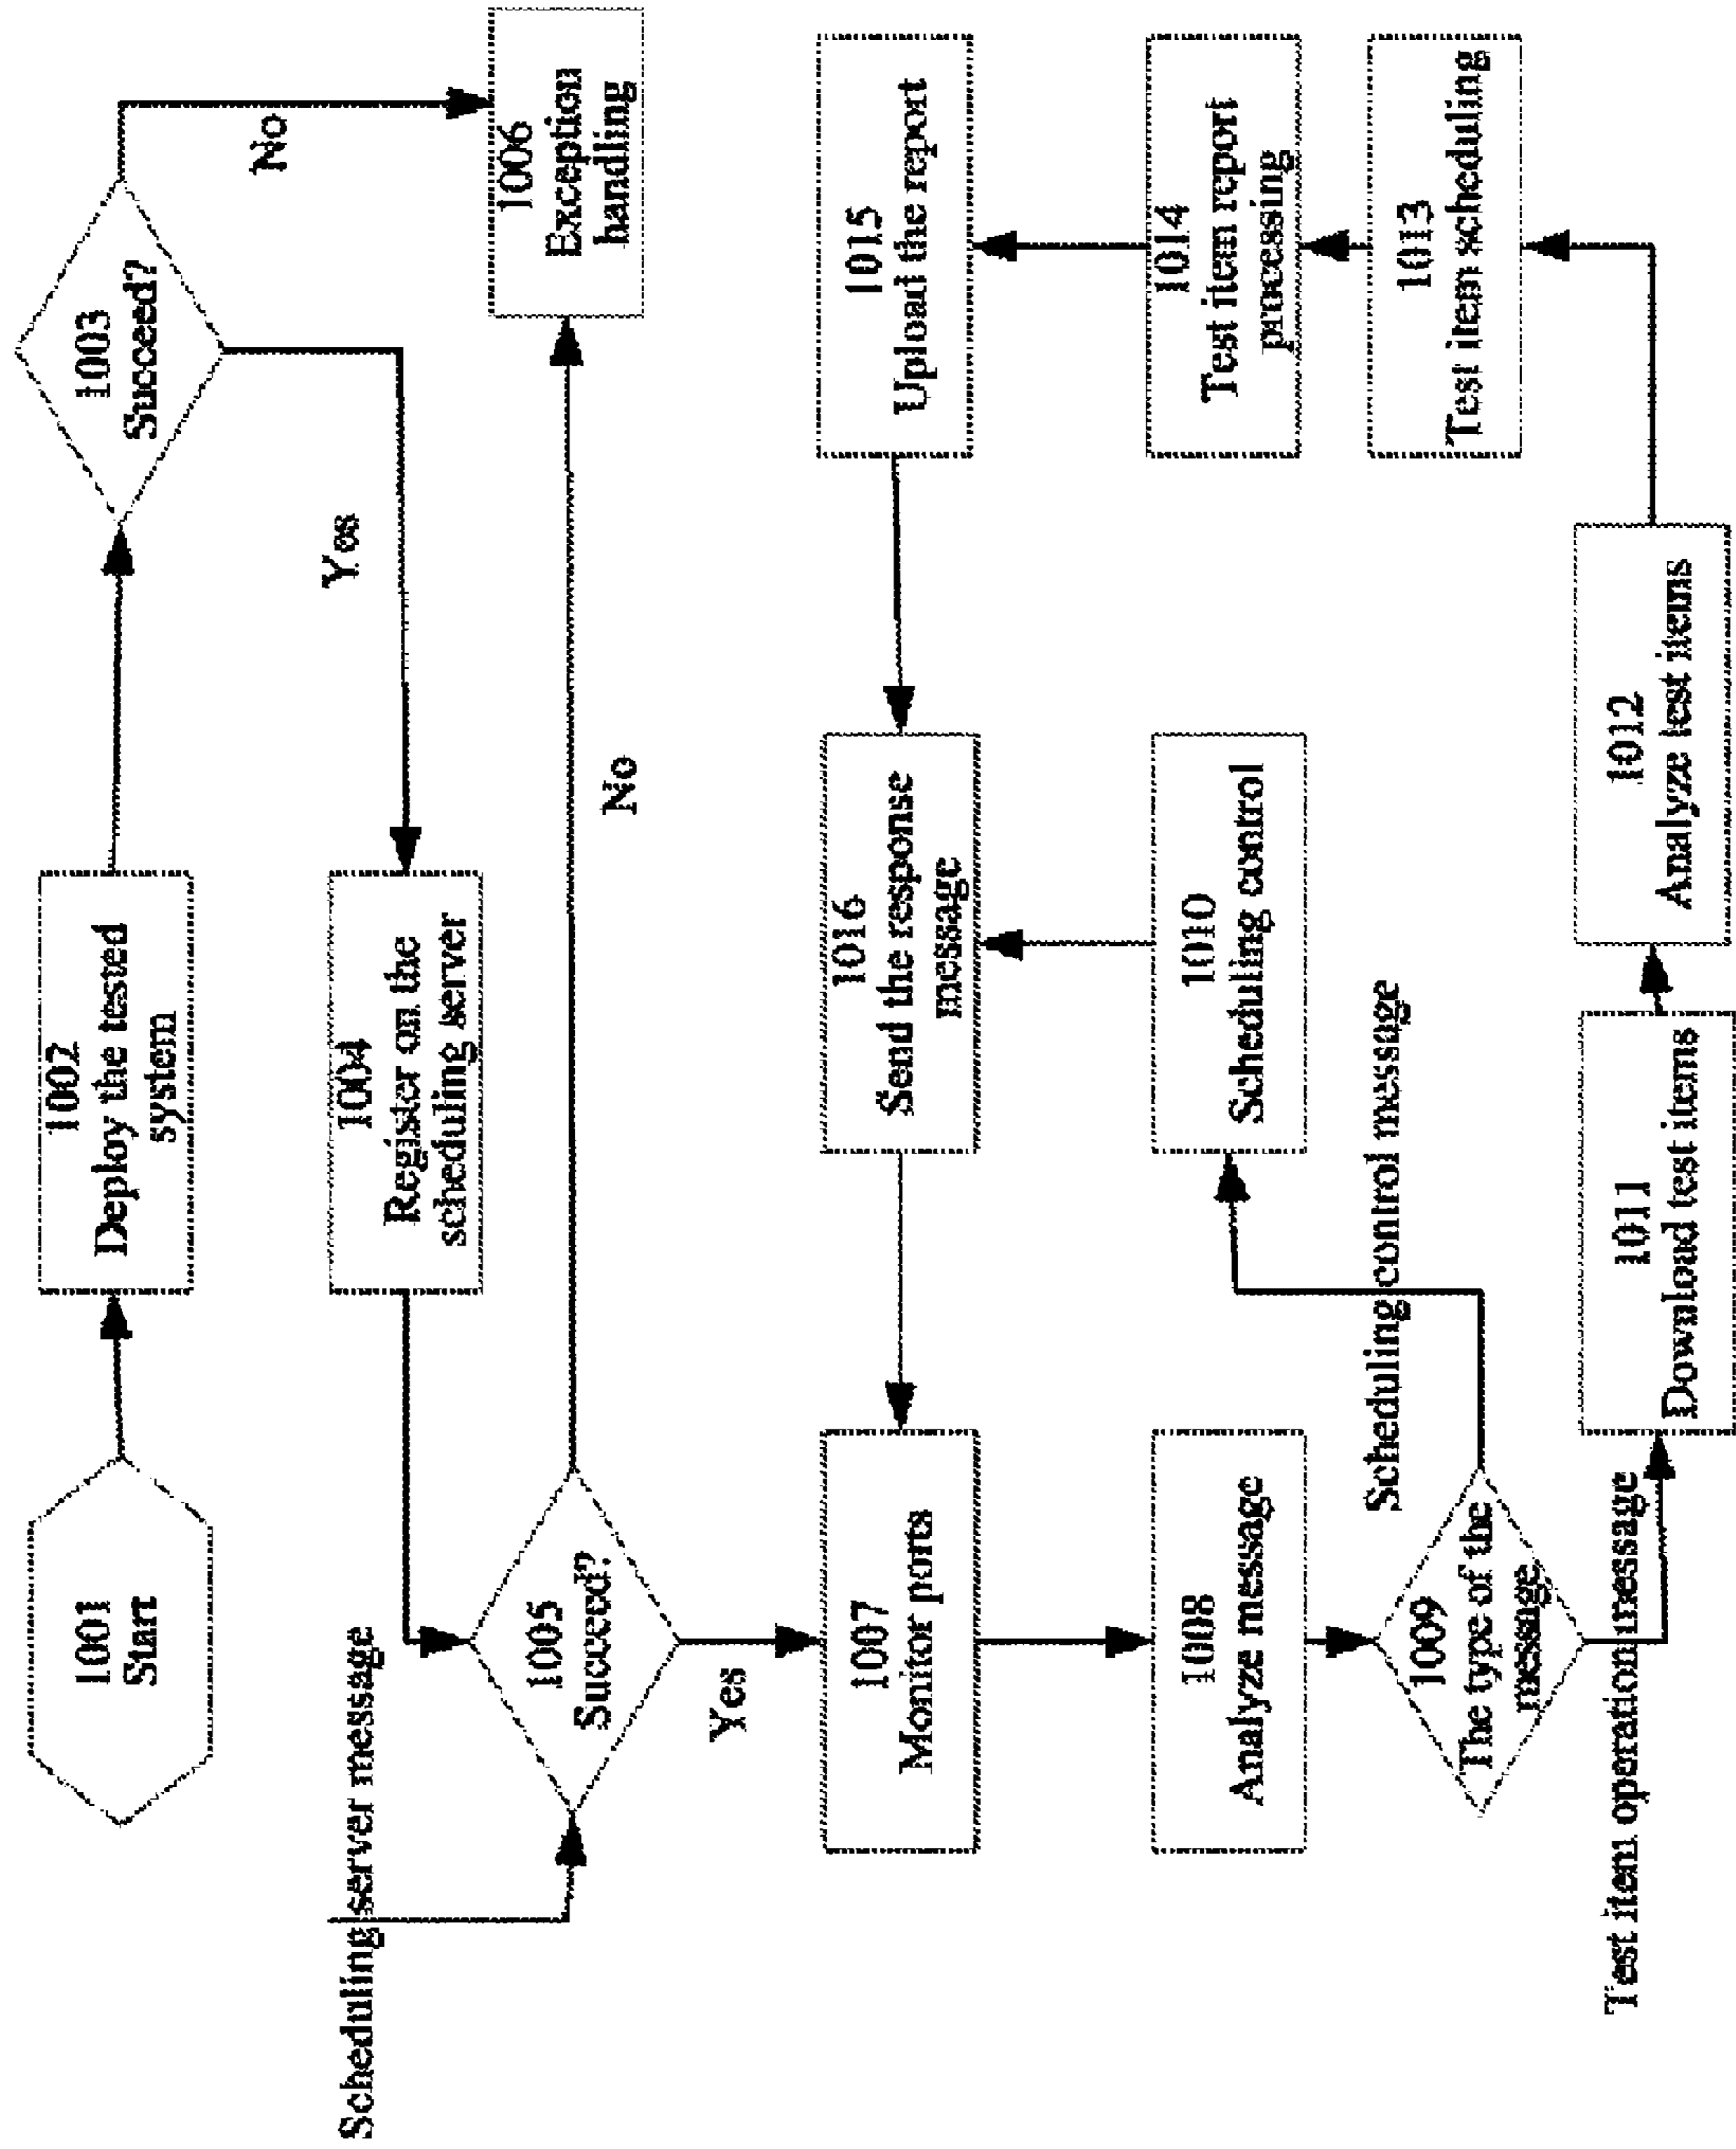 1001
Start
1002
Deploy the tested
system
1003
Succeed?
No
Yes
1004
Register on the
scheduling server
Scheduling server message
1005
Succeed?
No
1006
Exception
handling
Yes
1007
Monitor ports
1016
Send the response
message
1015
Upload the report
1008
Analyze message
1010
Scheduling control
1014
Test item report
processing
1009
The type of the
message
Scheduling control message
1013
Test item scheduling
Test item operation message
1011
Download test items
1012
Analyze test items